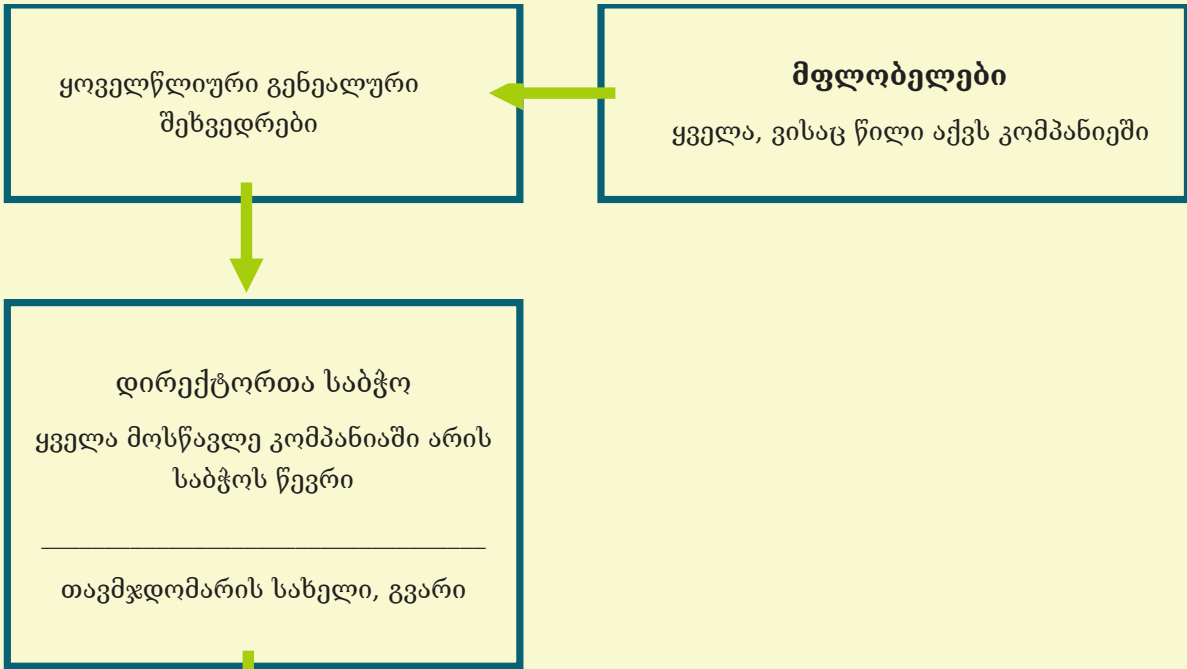 ყოველწლიური გენეალური
შეხვედრები
მფლობელები
ყველა, ვისაც წილი აქვს კომპანიეში
დირექტორთა საბჭო
ყველა მოსწავლე კომპანიაში არის
საბჭოს წევრი
თავმჯდომარის სახელი, გვარი